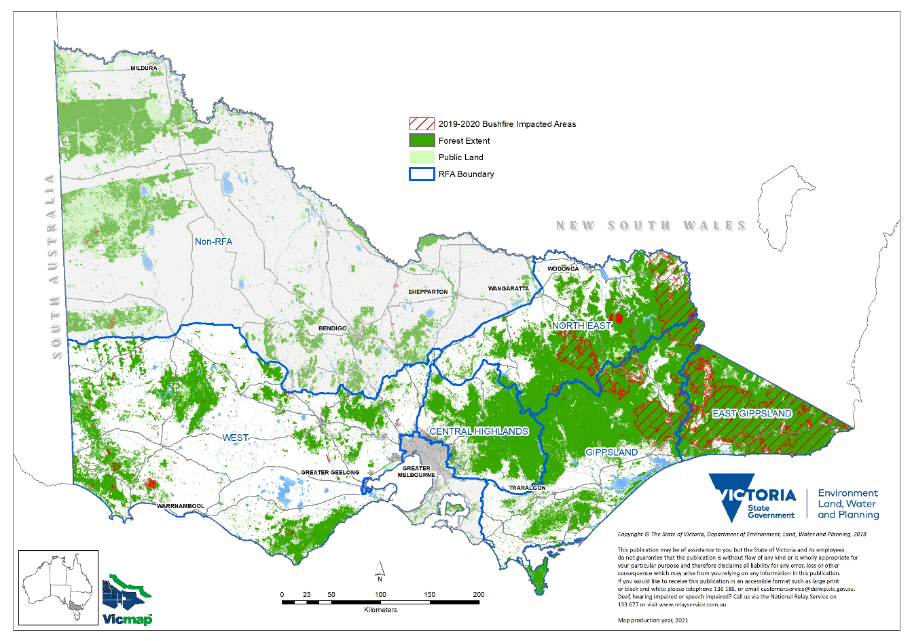 MILDURA
2019-2020 Bushfire Impacted Areas
Forest Extent
Public Land
RFA Boundary
SOUTH AUSTRALIA
NEW SOUTH WALES
Non-RFA
WODONGA
SHEPPARTON
WANGARATTA
BENDIGO
NORTH EAST
EAST GIPPSLAND
WEST
CENTRAL HIGHLANDS
GIPPSLAND
GREATER GEELONG
GREATER
MELBOURNE
TRARALGON
WARRNAMBOOL
VICTORIA
State
Government
Environment
Land, Water
and Planning
Copyright © The State of Victoria, Department of Environment, Land, Water and Planning, 2018
This publication may be of assistance to you but the State of Victoria and its employees
do not guarantee that the publication is without flaw of any kind or is wholly appropriate for
your particular purpose and therefore disclaims all liability for any error, loss or other
consequence which may arise from you relying on any information in this publication.
If you would like to receive this publication in an accessible format such as large print
or black and white please telephone 136 186, or email customer.service@delwp.vic.gov.au.
Deaf, hearing impaired or speech impaired? Call us via the National Relay Service on
133 677 or visit www.relayservice.com.au
Map production year, 2021
N
0 25 50 100 150 200
Kilometers
Vicmap